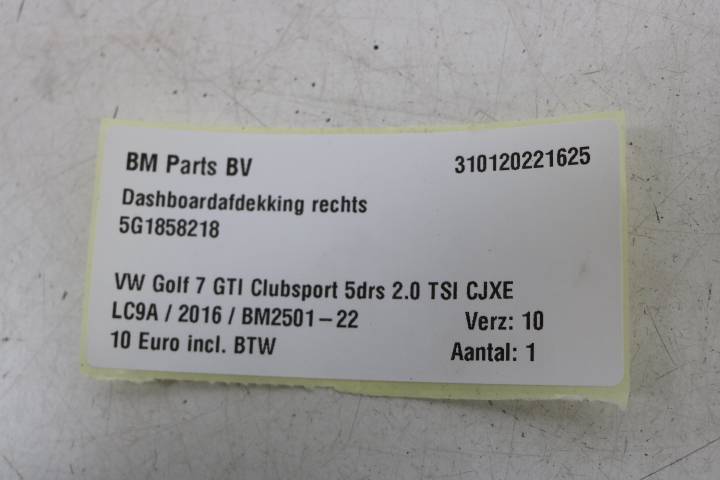 BM Parts BV 310120221625
Dashboardafdekking rechts
5G1858218
VW Golf 7 GTI Clubsport 5drs 2.0 TSI CJXE
LC9A / 2016 / BM2501-22 Verz: 10
10 Euro incl. BTW Aantal: 1